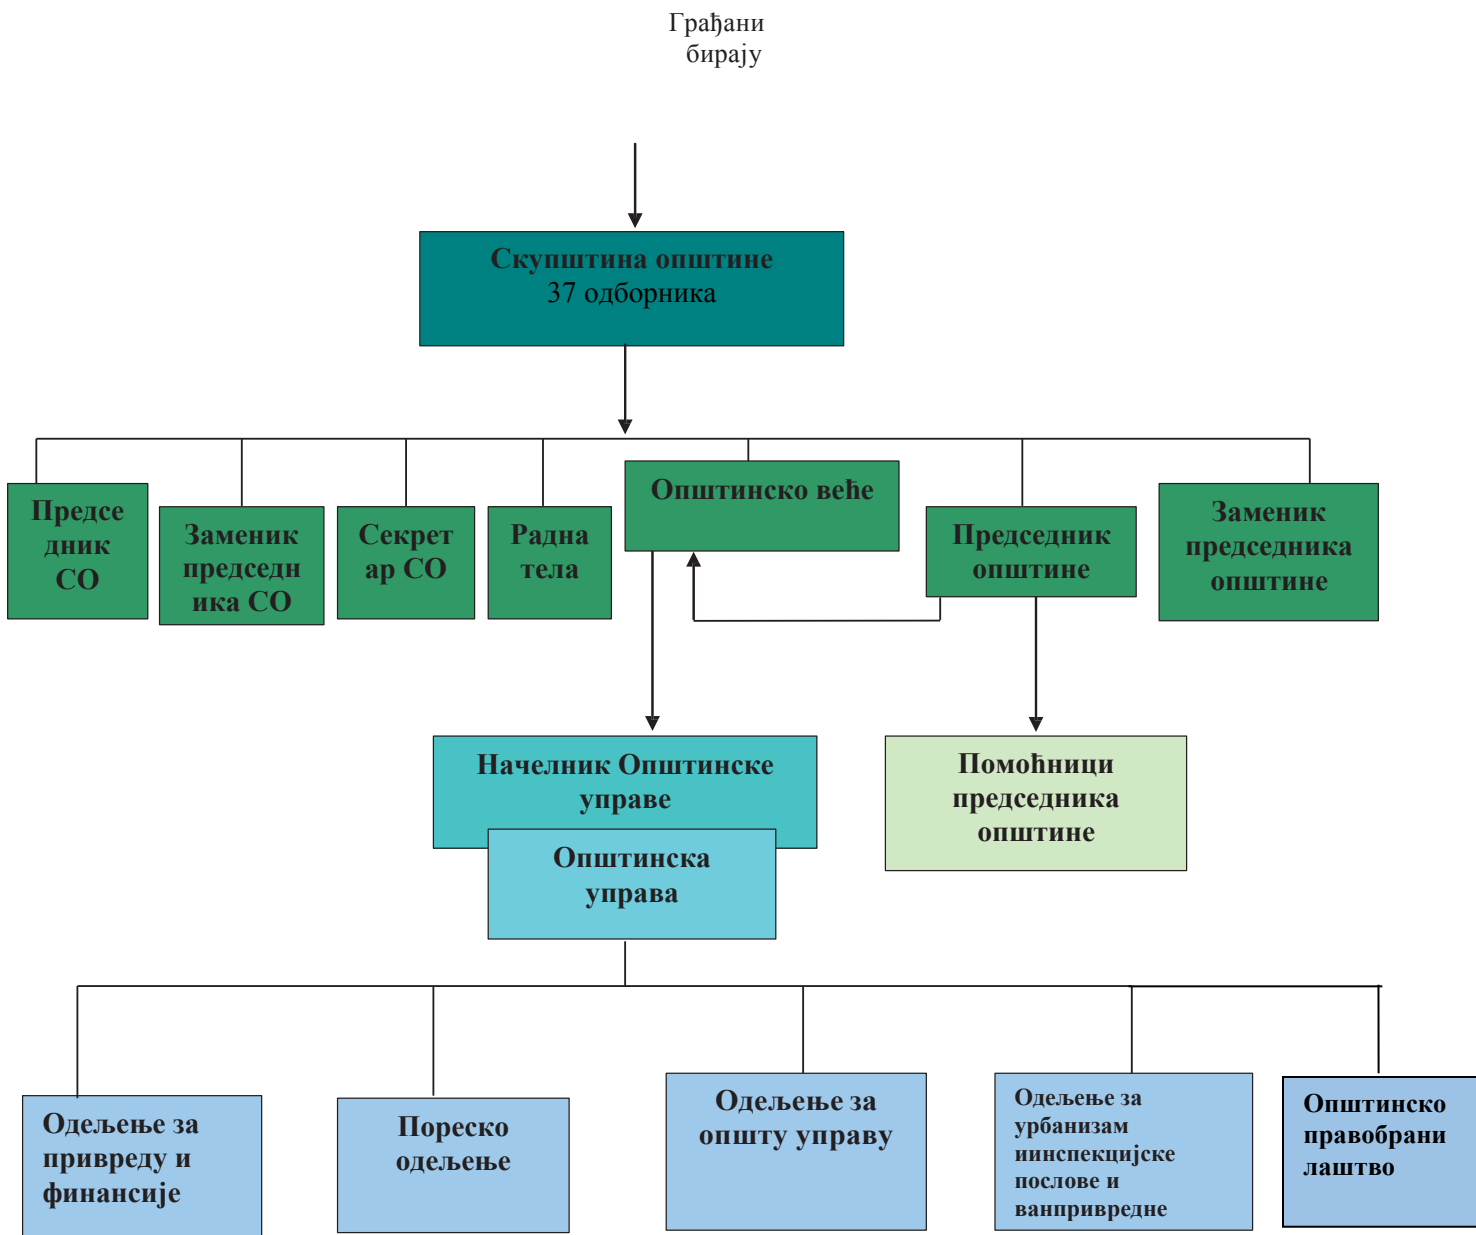 Грађани
бирају
Скупштина општине
37 одборника
Предсе
дник
СО
Заменик
председн
ика СО
Секрет
ар СО
Радна
тела
Општинско веће
Председник
општине
Заменик
председника
општине
Начелник Општинске
управе
Помоћници
председника
општине
Општинска
управа
Одељење за
привреду и
финансије
Пореско
одељење
Одељење за
општу управу
Одељење за
урбанизам
иинспекцијске
послове и
ванпривредне
Општинско
правобрани
лаштво